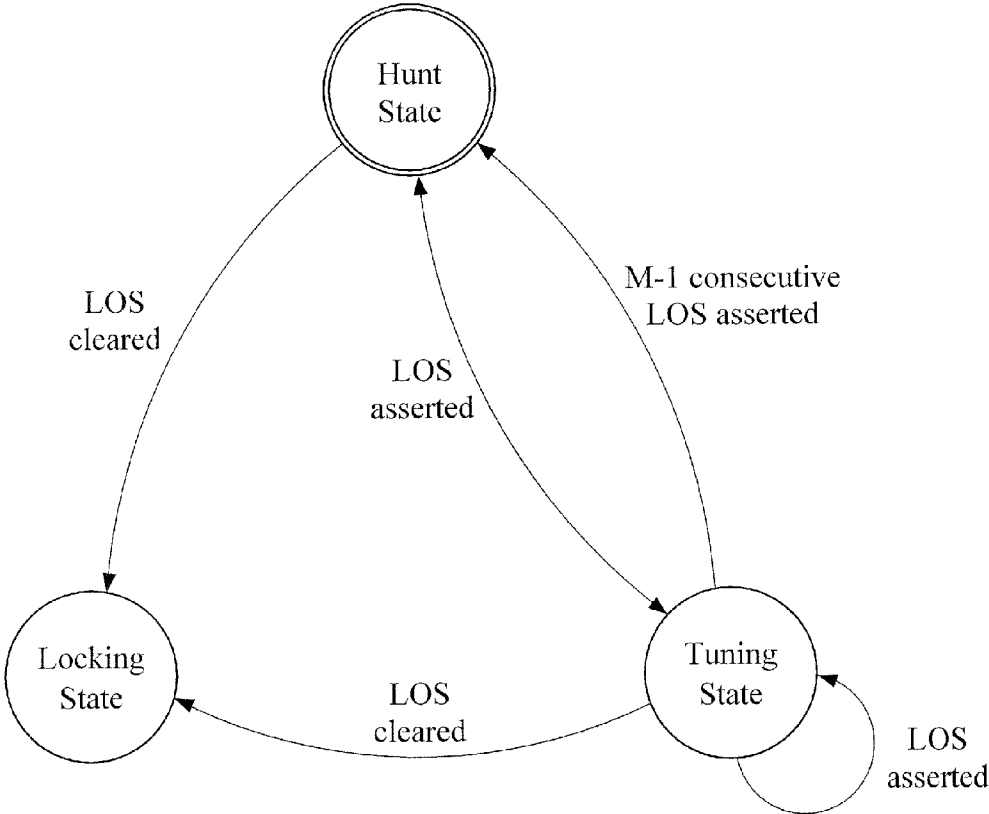 Hunt
State
M-1 consecutive
LOS asserted
LOS
cleared
LOS
asserted
Locking
State
Tuning
State
LOS
cleared
LOS
asserted